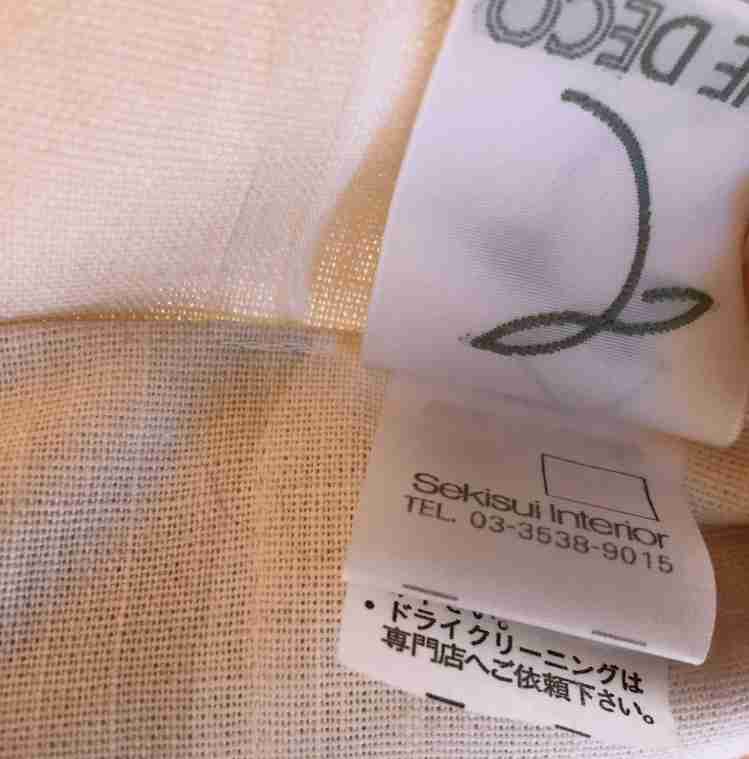 DECO
Sekisui Interior
TEL. 03-3538-9015
• ドライクリーニングは
専門店へご依頼下さい。